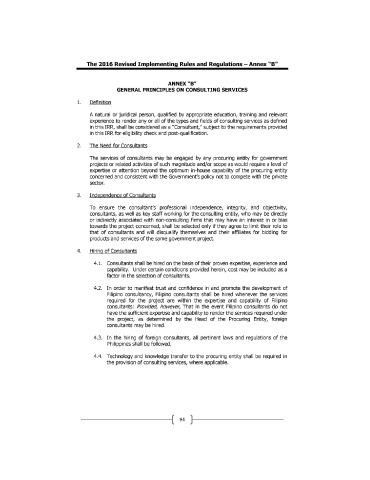 The 2016 Revised Implementing Rules and Regulations – Annex "B"
ANNEX "B"
GENERAL PRINCIPLES ON CONSULTING SERVICES
1. Definition
A natural or juridical person, qualified by appropriate education, training and relevant
experience to render any or all of the types and fields of consulting services as defined
in this IRR, shall be considered as a "Consultant," subject to the requirements provided
in this IRR for eligibility check and post-qualification.
2. The Need for Consultants
The services of consultants may be engaged by any procuring entity for government
projects or related activities of such magnitude and/or scope as would require a level of
expertise or attention beyond the optimum in-house capability of the procuring entity
concerned and consistent with the Government's policy not to compete with the private
sector.
3. Independence of Consultants
To ensure the consultant's professional independence, integrity, and objectivity,
consultants, as well as key staff working for the consulting entity, who may be directly
or indirectly associated with non-consulting firms that may have an interest in or bias
towards the project concerned, shall be selected only if they agree to limit their role to
that of consultants and will disqualify themselves and their affiliates for bidding for
products and services of the same government project.
4. Hiring of Consultants
4.1. Consultants shall be hired on the basis of their proven expertise, experience and
capability. Under certain conditions provided herein, cost may be included as a
factor in the selection of consultants.
4.2. In order to manifest trust and confidence in and promote the development of
Filipino consultancy, Filipino consultants shall be hired whenever the services
required for the project are within the expertise and capability of Filipino
consultants: Provided, however, That in the event Filipino consultants do not
have the sufficient expertise and capability to render the services required under
the project, as determined by the Head of the Procuring Entity, foreign
consultants may be hired.
4.3. In the hiring of foreign consultants, all pertinent laws and regulations of the
Philippines shall be followed.
4.4. Technology and knowledge transfer to the procuring entity shall be required in
the provision of consulting services, where applicable.
94